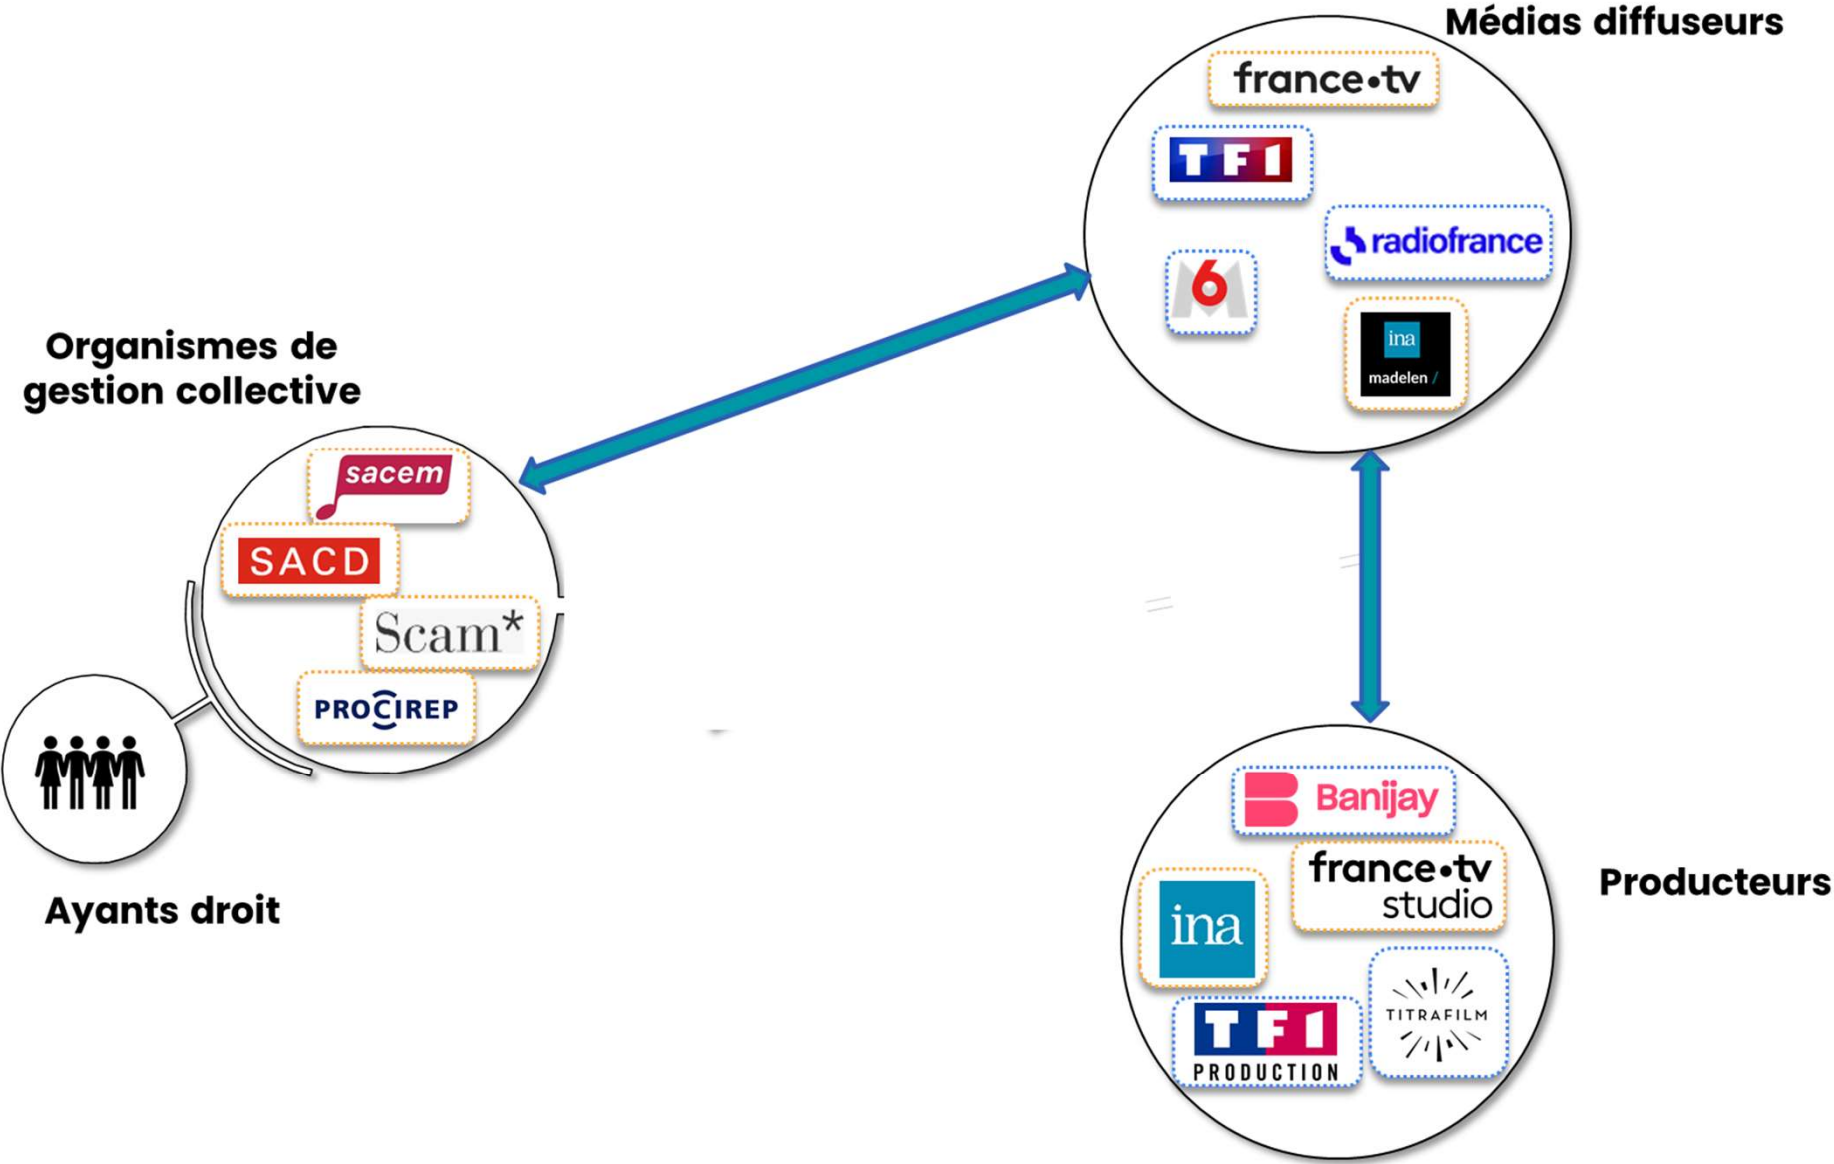 Médias diffuseurs
france•tv
TF1
radiofrance
M6
ina
madelen /
Organismes de
gestion collective
sacem
SACD
Scam*
PROCIREP
Ayants droit
Banijay
france•tv
studio
ina
Producteurs
TITRAFILM
TF1
PRODUCTION